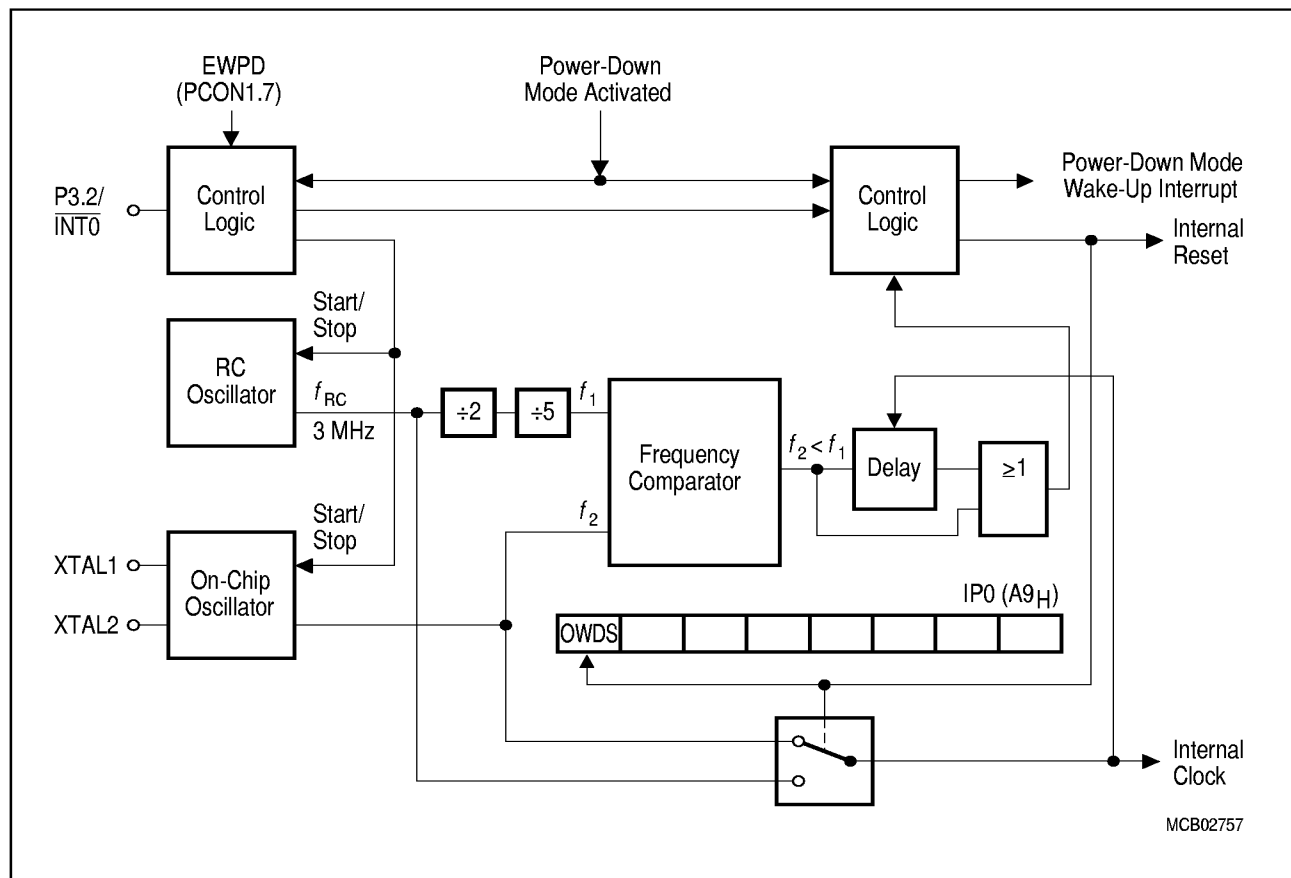 EWPD
(PCON1.7)
Power-Down
Mode Activated
P3.2/
INT0
Control
Logic
Control
Logic
Power-Down Mode
Wake-Up Interrupt
Internal
Reset
Start/
Stop
RC
Oscillator
fRC
3 MHz
÷2
÷5
f1
Frequency
Comparator
f2 < f1
Delay
≥1
f2
Start/
Stop
XTAL1
XTAL2
On-Chip
Oscillator
IP0 (A9H)
OWDS
Internal
Clock
MCB02757